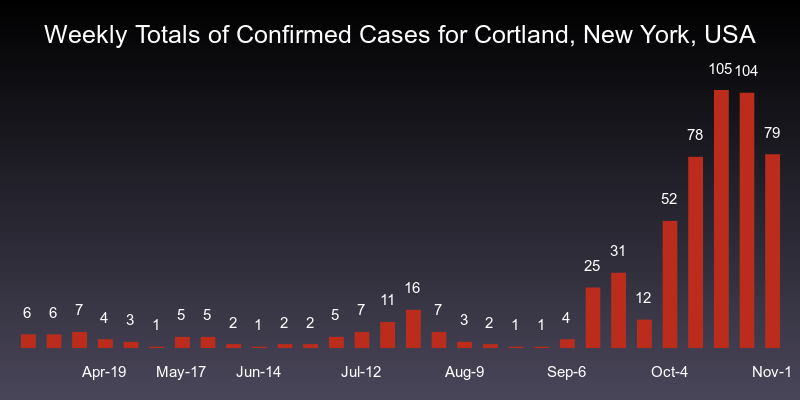 Weekly Totals of Confirmed Cases for Cortland, New York, USA
6 6 7 4 3 1 5 5 2 1 2 2 5 7 11 16 7 3 2 1 1 4 25 31 12 52 78 105 104 79
Apr-19 May-17 Jun-14 Jul-12 Aug-9 Sep-6 Oct-4 Nov-1